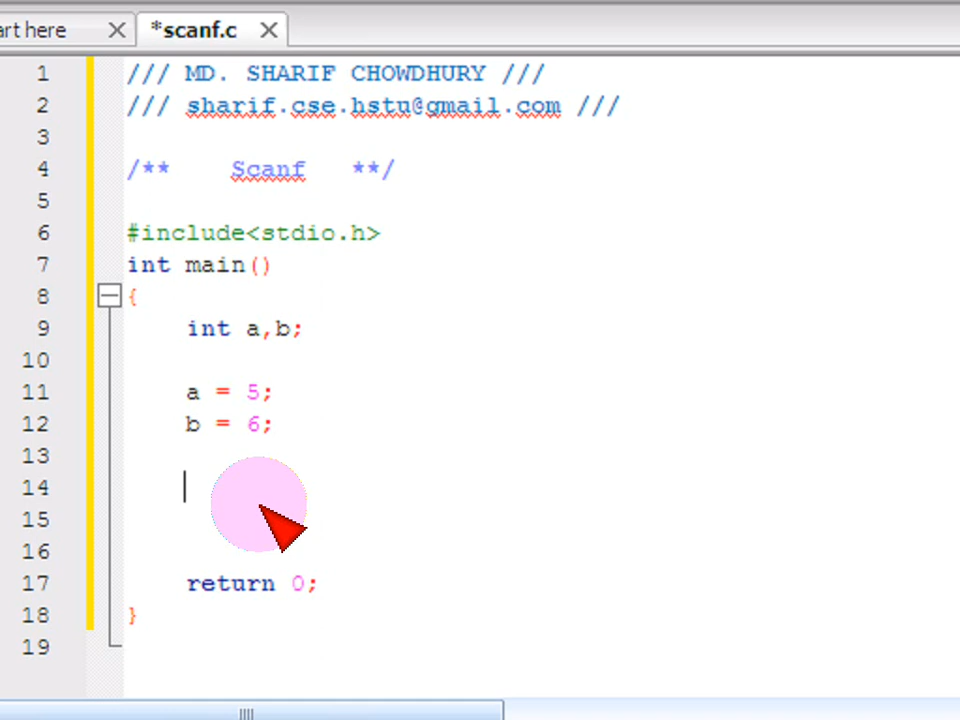 art here
*scanf.c
1 /// MD. SHARIF CHOWDHURY ///
2 /// sharif.cse.hstu@gmail.com ///
3
4 /** Scanf **/
5
6 #include<stdio.h>
7 int main()
8 {
9 int a,b;
10
11 a = 5;
12 b = 6;
13
14
15
16
17 return 0;
18 }
19